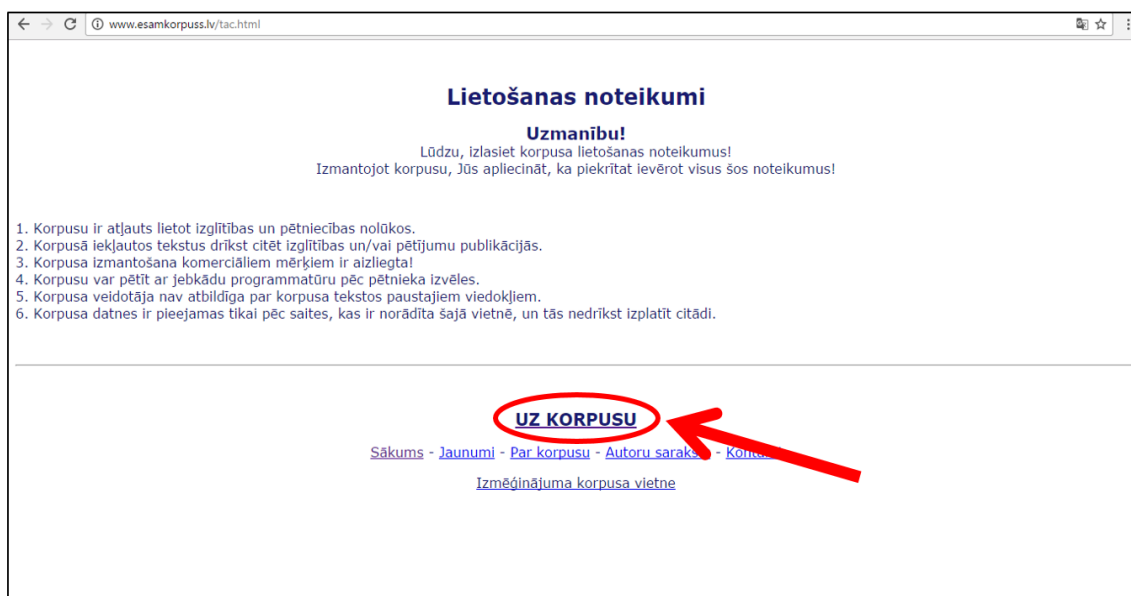 www.esamkorpuss.lv/tac.html
Lietošanas noteikumi
Uzmanību!
Lūdzu, izlasiet korpusa lietošanas noteikumus!
Izmantojot korpusu, Jūs apliecināt, ka piekrītat ievērot visus šos noteikumus!
1. Korpusu ir atļauts lietot izglītības un pētniecības nolūkos.
2. Korpusā iekļautos tekstus drīkst citēt izglītības un/vai pētījumu publikācijās.
3. Korpusa izmantošana komerciāliem mērķiem ir aizliegta!
4. Korpusu var pētīt ar jebkādu programmatūru pēc pētnieka izvēles.
5. Korpusa veidotāja nav atbildīga par korpusa tekstos paustajiem viedokļiem.
6. Korpusa datnes ir pieejamas tikai pēc saites, kas ir norādīta šajā vietnē, un tās nedrīkst izplatīt citādi.
UZ KORPUSU
Sākums - Jaunumi - Par korpusu - Autoru -
Izmēģinājuma korpusa vietne